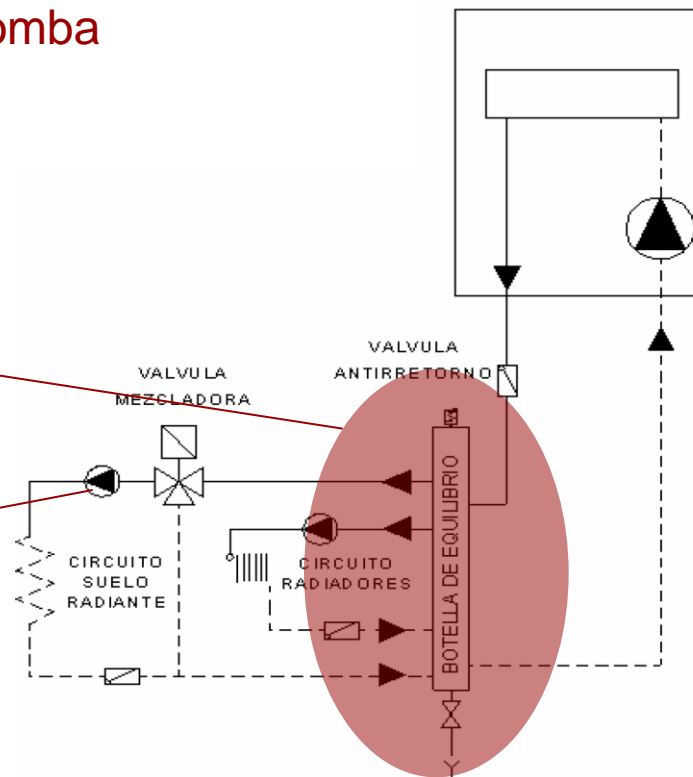 omba
VALVULA
ANTIRRETORNO
VALVULA
MEZCLADORA
CIRCUITO
SUELO
RADIANTE
CIRCUITO
RADIADORES
BOTELLA DE EQUILIBRIO